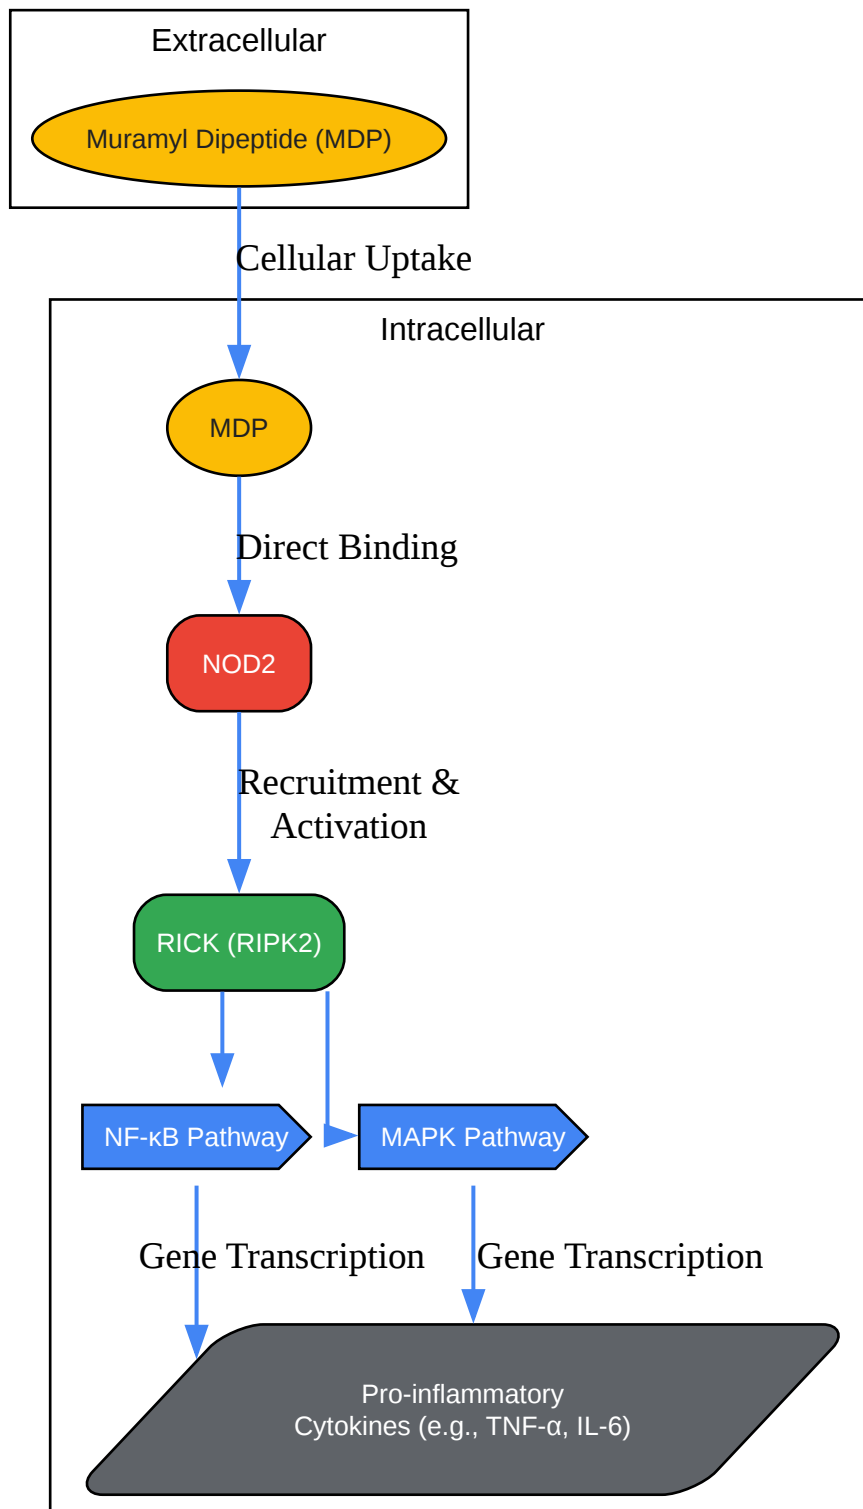 Extracellular
Muramyl Dipeptide (MDP)
Cellular Uptake
Intracellular
MDP
Direct Binding
NOD2
Recruitment &
Activation
RICK (RIPK2)
NF-κB Pathway
MAPK Pathway
Gene Transcription
Gene Transcription
Pro-inflammatory
Cytokines (e.g., TNF-α, IL-6)